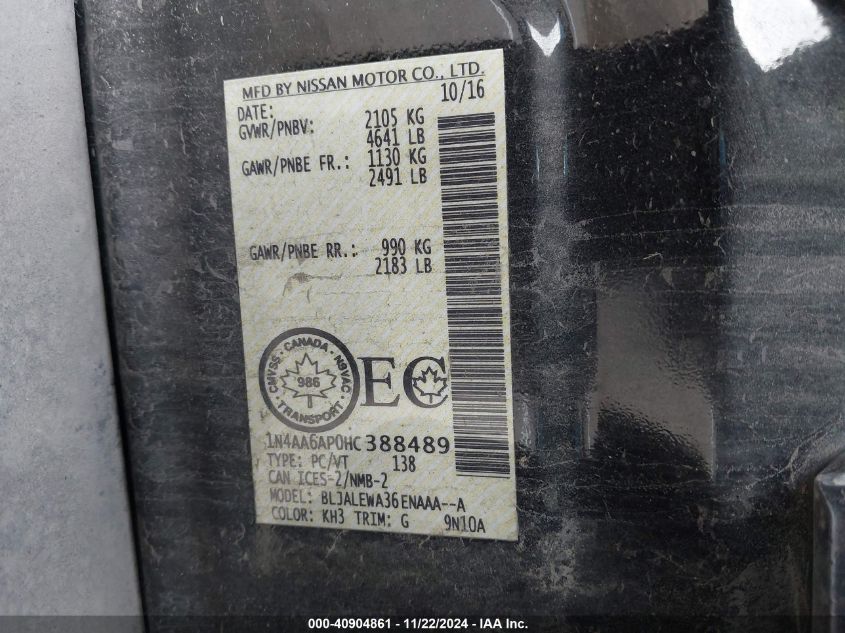 MFD BY NISSAN MOTOR CO., LTD.
DATE: 10/16
GVWR/PNBV: 2105 KG
4641 LB
GAWR/PNBE FR.: 1130 KG
2491 LB
GAWR/PNBE RR.: 990 KG
2183 LB
CMVSS · CANADA · NSVAC
986
· TRANSPORT ·
EC
1N4AA6AP0HC388489
TYPE: PC/VT 138
CAN ICES-2/NMB-2
MODEL: BLJALEWA36ENAAA--A
COLOR: KH3 TRIM: G 9N10A
000-40904861 - 11/22/2024 - IAA Inc.